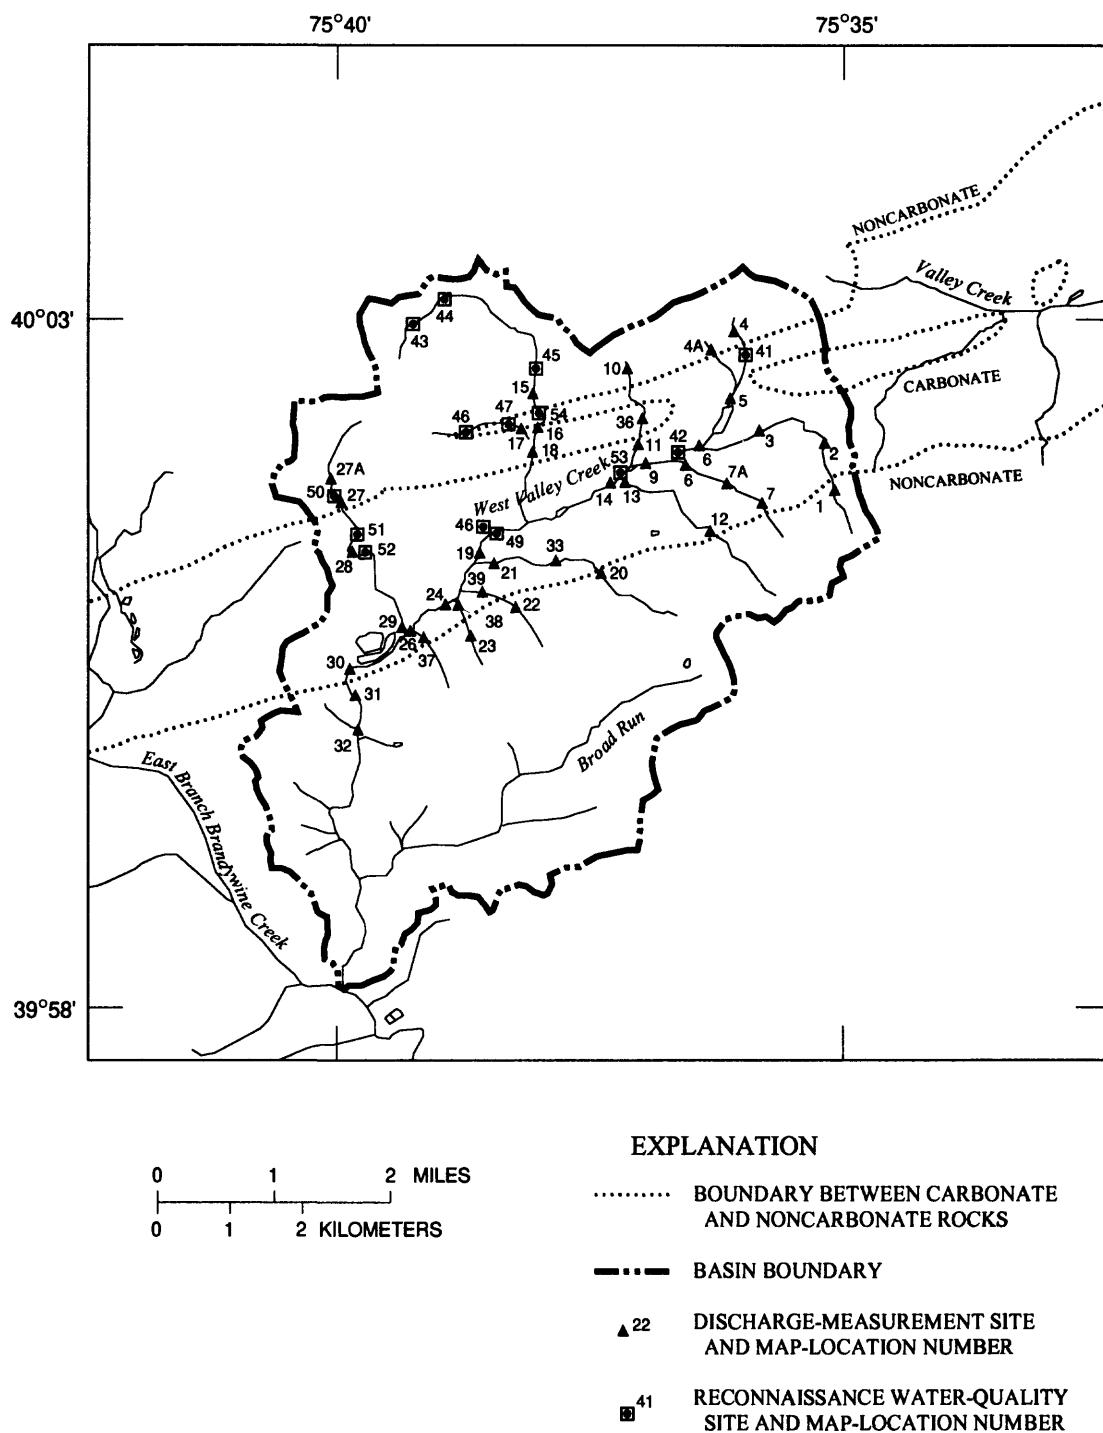 75°40'
75°35'
NONCARBONATE
Valley Creek
40°03'
44
43
4
4A
41
45
10
CARBONATE
15
5
47
54
46
36
17
16
42
3
53
11
6
2
18
9
6
7A
NONCARBONATE
27A
West Valley Creek
50
27
14
13
7
1
46
49
12
51
28
52
19
21
33
20
39
24
22
38
29
26
37
23
30
31
32
Broad Run
East Branch Brandywine Creek
39°58'
EXPLANATION
0 1 2 MILES
0 1 2 KILOMETERS
BOUNDARY BETWEEN CARBONATE
AND NONCARBONATE ROCKS
BASIN BOUNDARY
22 DISCHARGE-MEASUREMENT SITE
AND MAP-LOCATION NUMBER
41 RECONNAISSANCE WATER-QUALITY
SITE AND MAP-LOCATION NUMBER